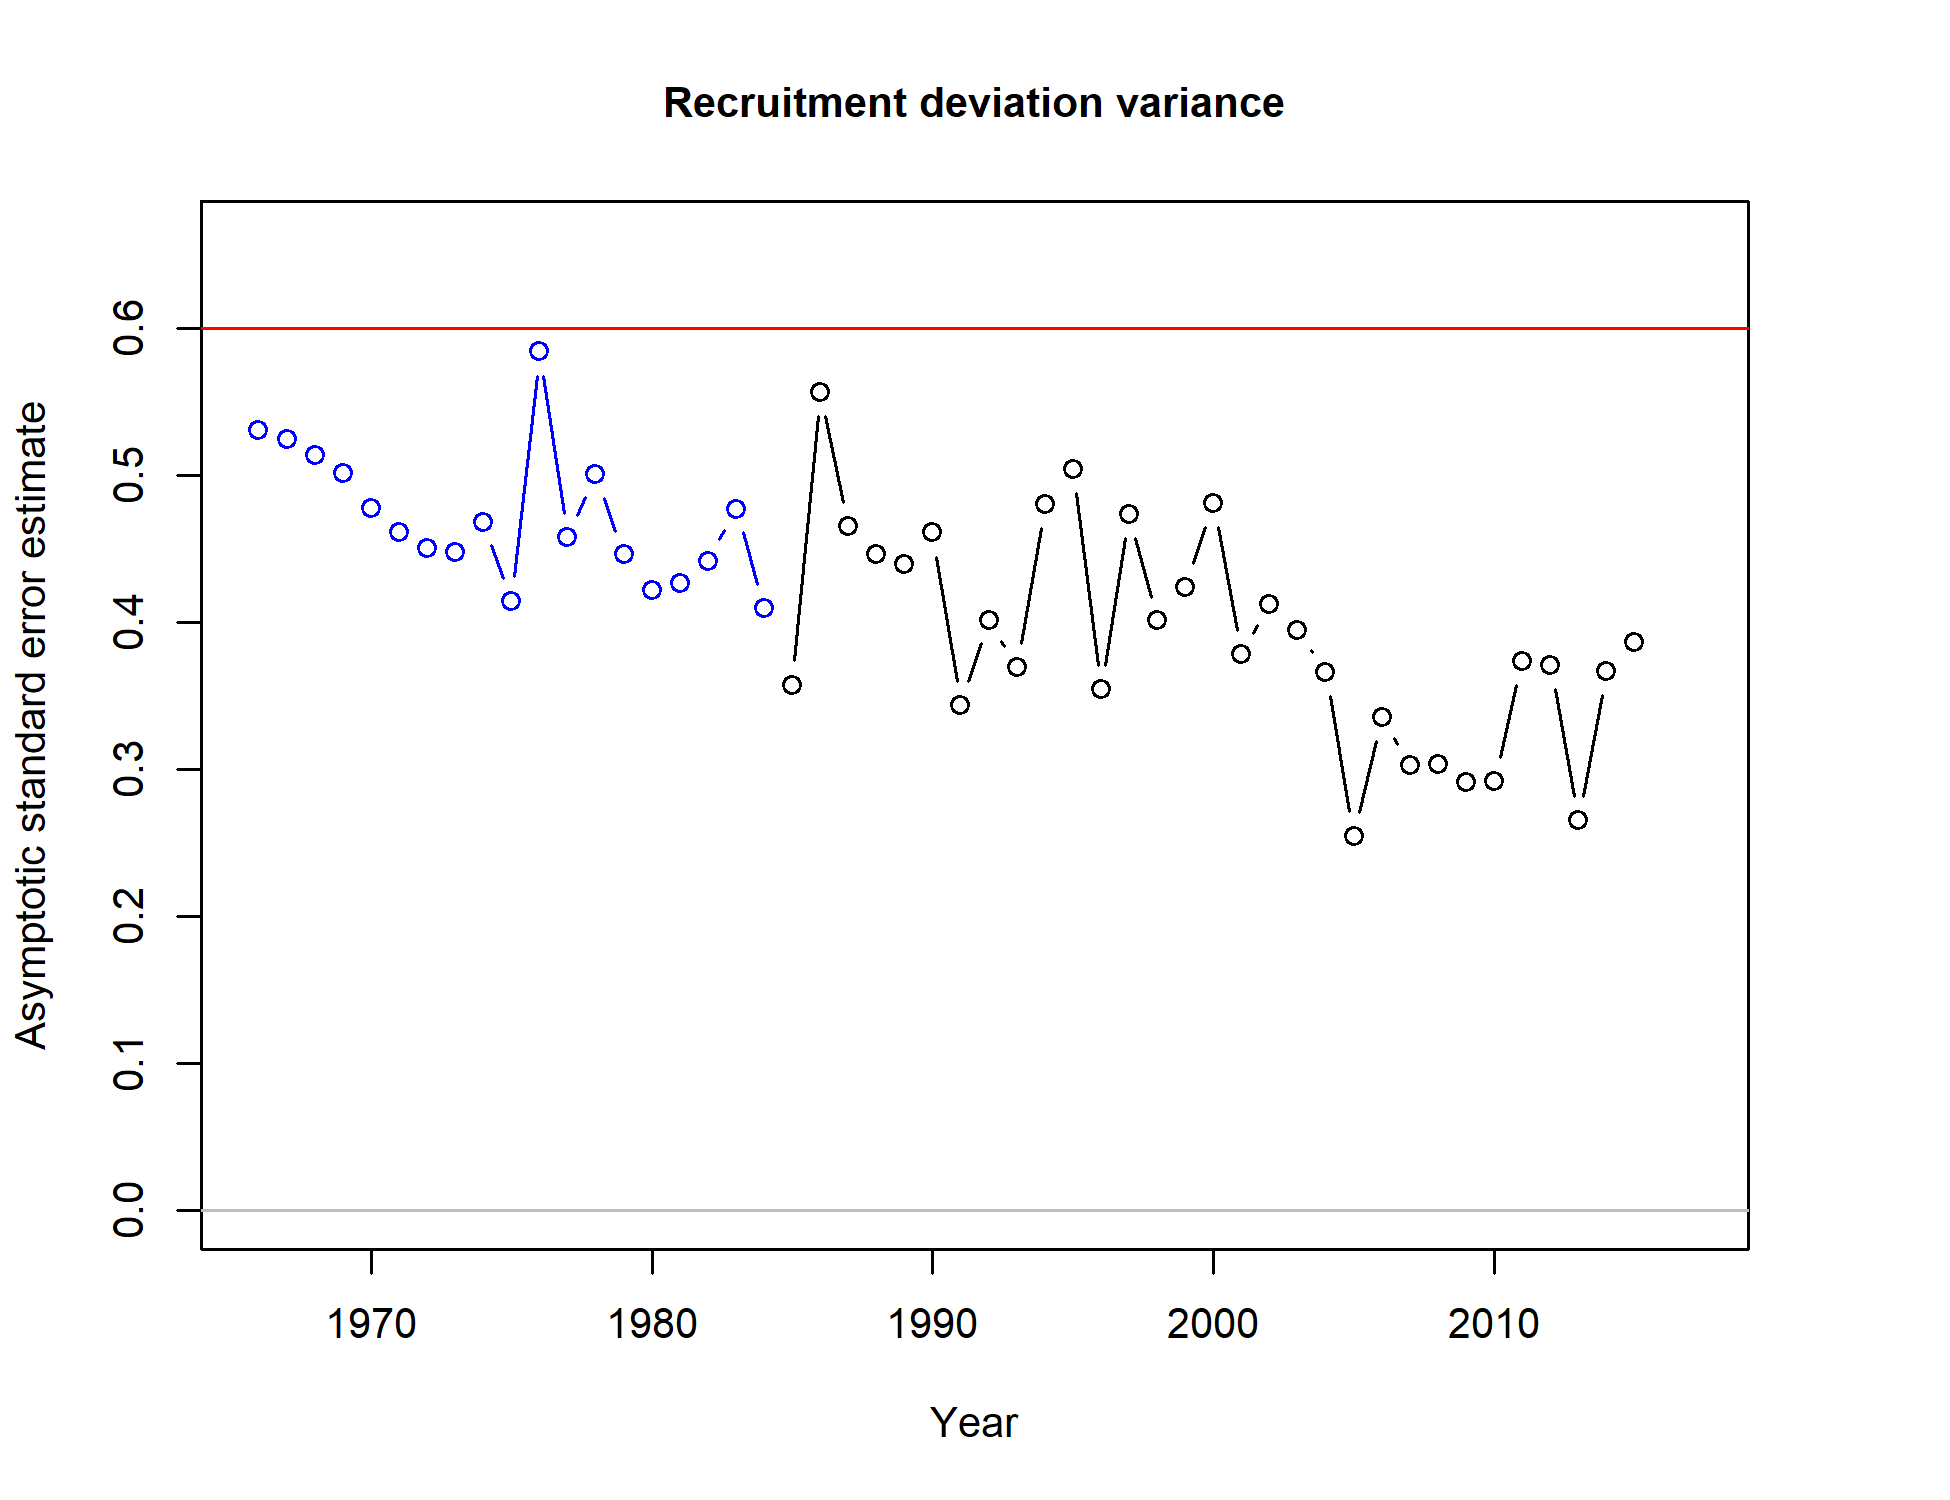 Recruitment deviation variance
Asymptotic standard error estimate
0.6
0.5
0.4
0.3
0.2
0.1
0.0
1970 1980 1990 2000 2010
Year